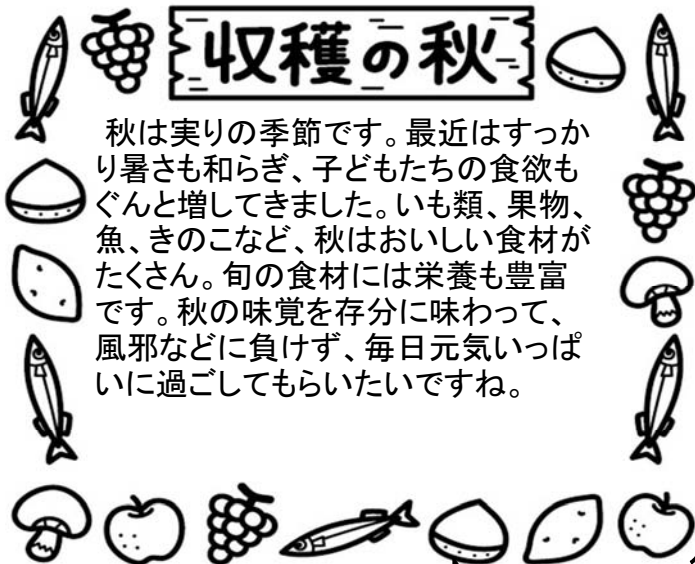 収穫の秋
秋は実りの季節です。最近はすっか
り暑さも和らぎ、子どもたちの食欲も
ぐんと増してきました。いも類、果物、
魚、きのこなど、秋はおいしい食材が
たくさん。旬の食材には栄養も豊富
です。秋の味覚を存分に味わって、
風邪などに負けず、毎日元気いっぱ
いに過ごしてもらいたいですね。